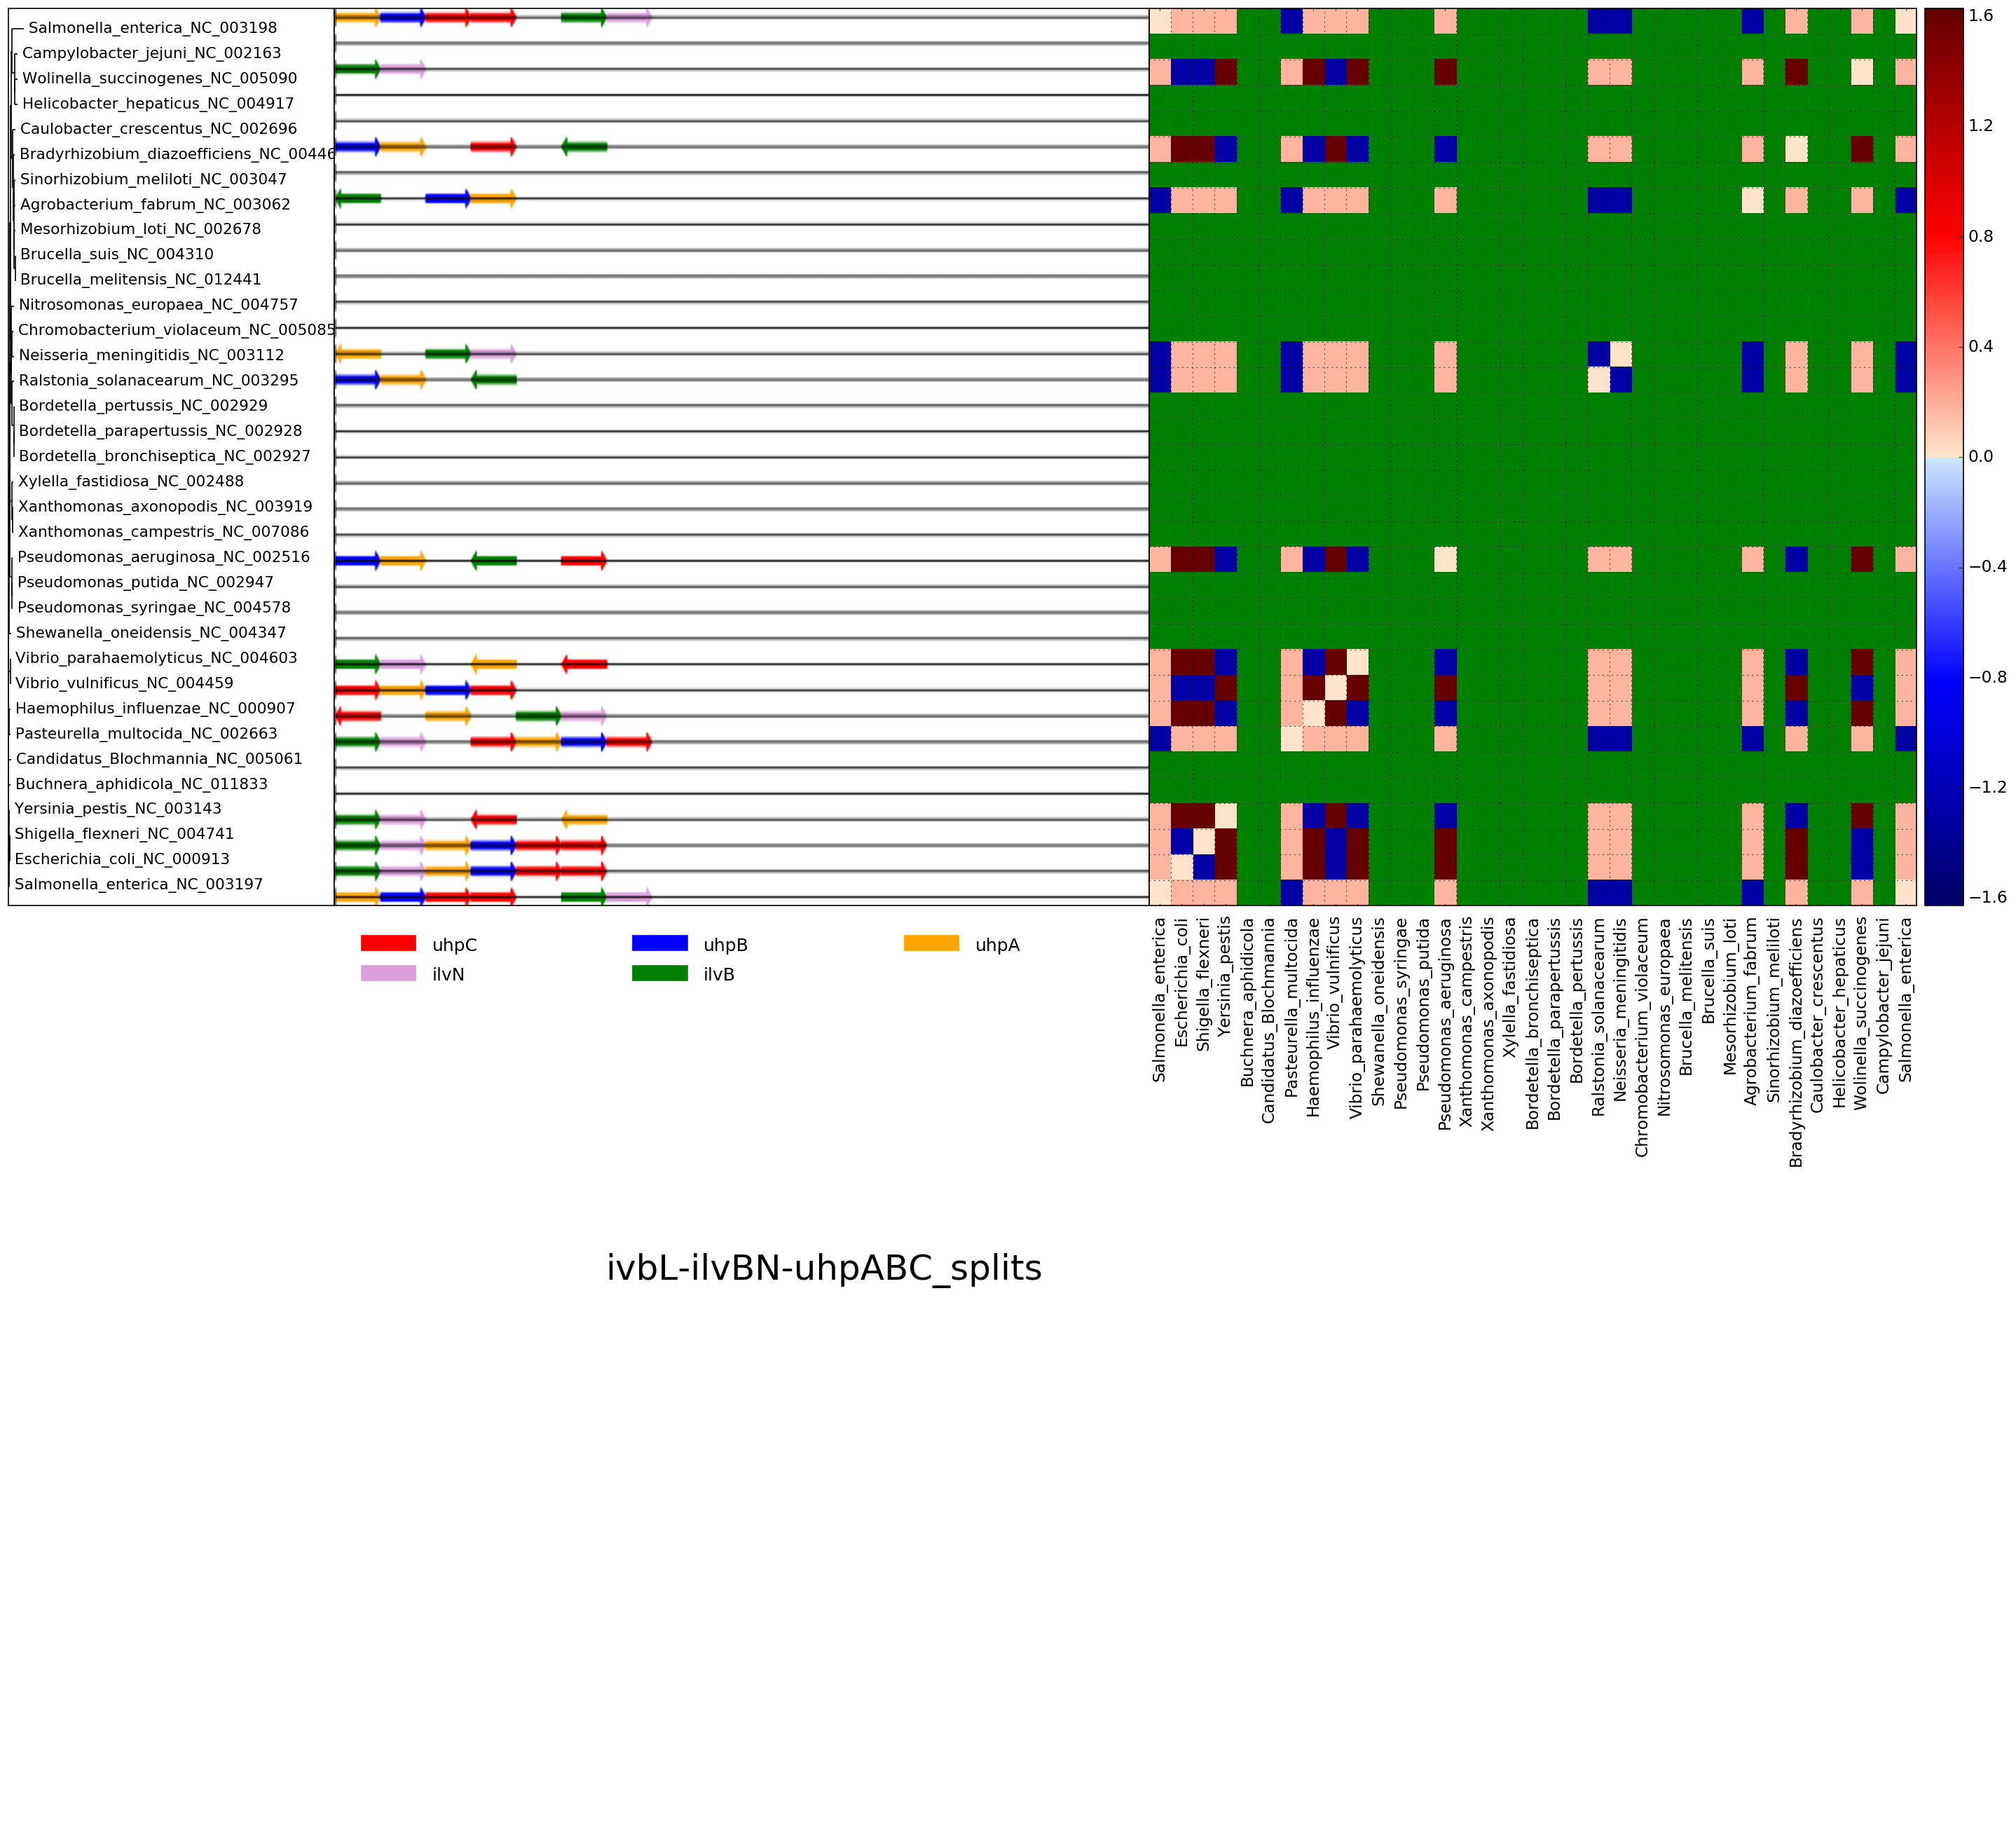 Salmonella_enterica_NC_003198
Campylobacter_jejuni_NC_002163
Wolinella_succinogenes_NC_005090
Helicobacter_hepaticus_NC_004917
Caulobacter_crescentus_NC_002696
Bradyrhizobium_diazoefficiens_NC_00446
Sinorhizobium_meliloti_NC_003047
Agrobacterium_fabrum_NC_003062
Mesorhizobium_loti_NC_002678
Brucella_suis_NC_004310
Brucella_melitensis_NC_012441
Nitrosomonas_europaea_NC_004757
Chromobacterium_violaceum_NC_005085
Neisseria_meningitidis_NC_003112
Ralstonia_solanacearum_NC_003295
Bordetella_pertussis_NC_002929
Bordetella_parapertussis_NC_002928
Bordetella_bronchiseptica_NC_002927
Xylella_fastidiosa_NC_002488
Xanthomonas_axonopodis_NC_003919
Xanthomonas_campestris_NC_007086
Pseudomonas_aeruginosa_NC_002516
Pseudomonas_putida_NC_002947
Pseudomonas_syringae_NC_004578
Shewanella_oneidensis_NC_004347
Vibrio_parahaemolyticus_NC_004603
Vibrio_vulnificus_NC_004459
Haemophilus_influenzae_NC_000907
Pasteurella_multocida_NC_002663
Candidatus_Blochmannia_NC_005061
Buchnera_aphidicola_NC_011833
Yersinia_pestis_NC_003143
Shigella_flexneri_NC_004741
Escherichia_coli_NC_000913
Salmonella_enterica_NC_003197
1.6
1.2
0.8
0.4
0.0
−0.4
−0.8
−1.2
−1.6
Salmonella_enterica
Escherichia_coli
Shigella_flexneri
Yersinia_pestis
Buchnera_aphidicola
Candidatus_Blochmannia
Pasteurella_multocida
Haemophilus_influenzae
Vibrio_vulnificus
Vibrio_parahaemolyticus
Shewanella_oneidensis
Pseudomonas_syringae
Pseudomonas_putida
Pseudomonas_aeruginosa
Xanthomonas_campestris
Xanthomonas_axonopodis
Xylella_fastidiosa
Bordetella_bronchiseptica
Bordetella_parapertussis
Bordetella_pertussis
Ralstonia_solanacearum
Neisseria_meningitidis
Chromobacterium_violaceum
Nitrosomonas_europaea
Brucella_melitensis
Brucella_suis
Mesorhizobium_loti
Agrobacterium_fabrum
Sinorhizobium_meliloti
Bradyrhizobium_diazoefficiens
Caulobacter_crescentus
Helicobacter_hepaticus
Wolinella_succinogenes
Campylobacter_jejuni
Salmonella_enterica
uhpC uhpB uhpA
ilvN ilvB
ivbL-ilvBN-uhpABC_splits